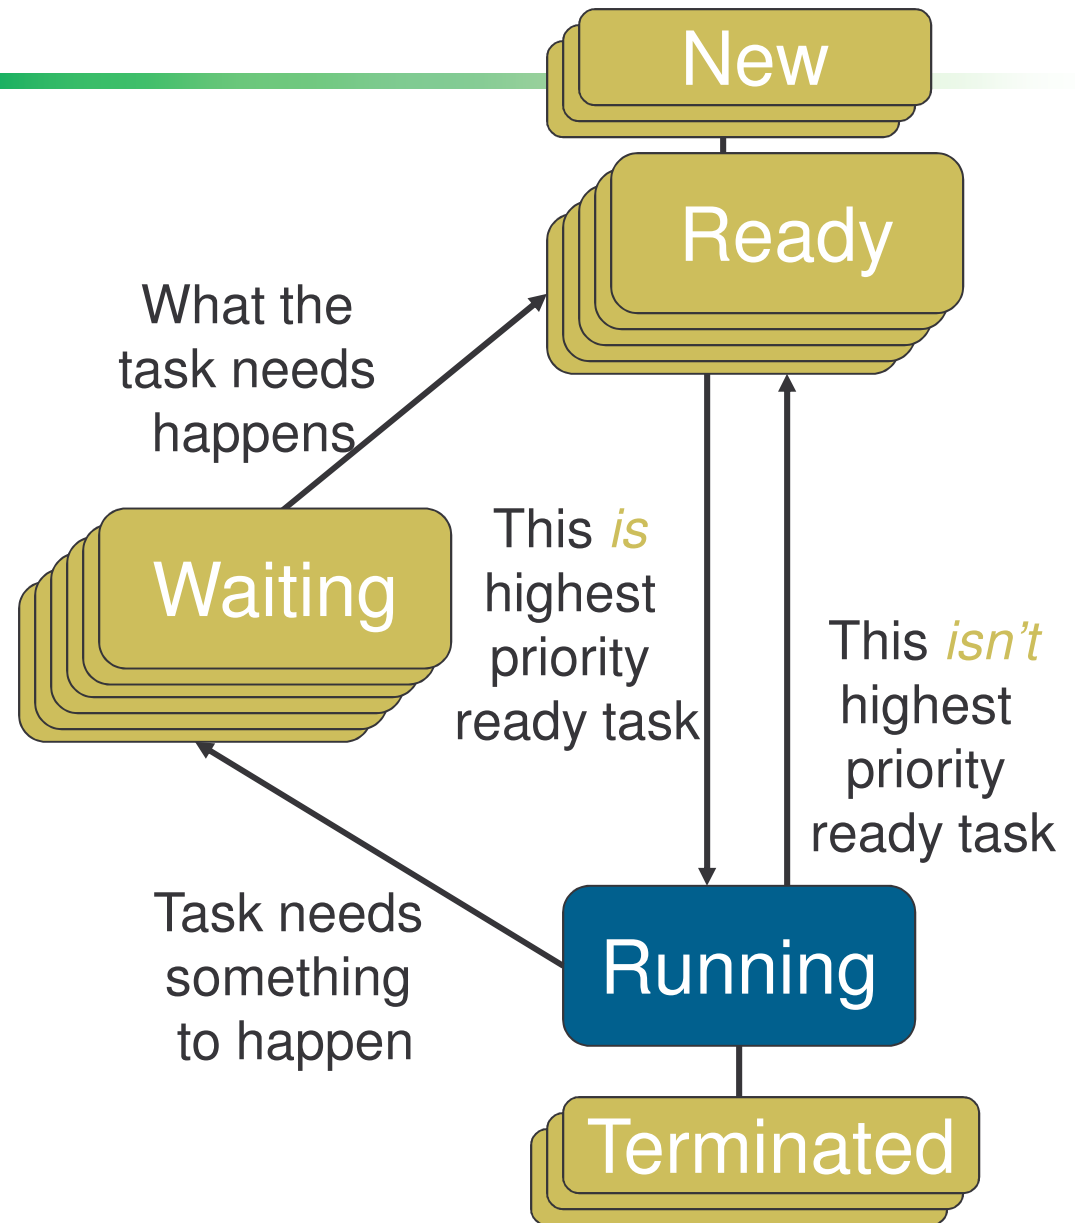 New
Ready
What the
task needs
happens
Waiting
This is
highest
priority
ready task
This isn't
highest
priority
ready task
Task needs
something
to happen
Running
Terminated